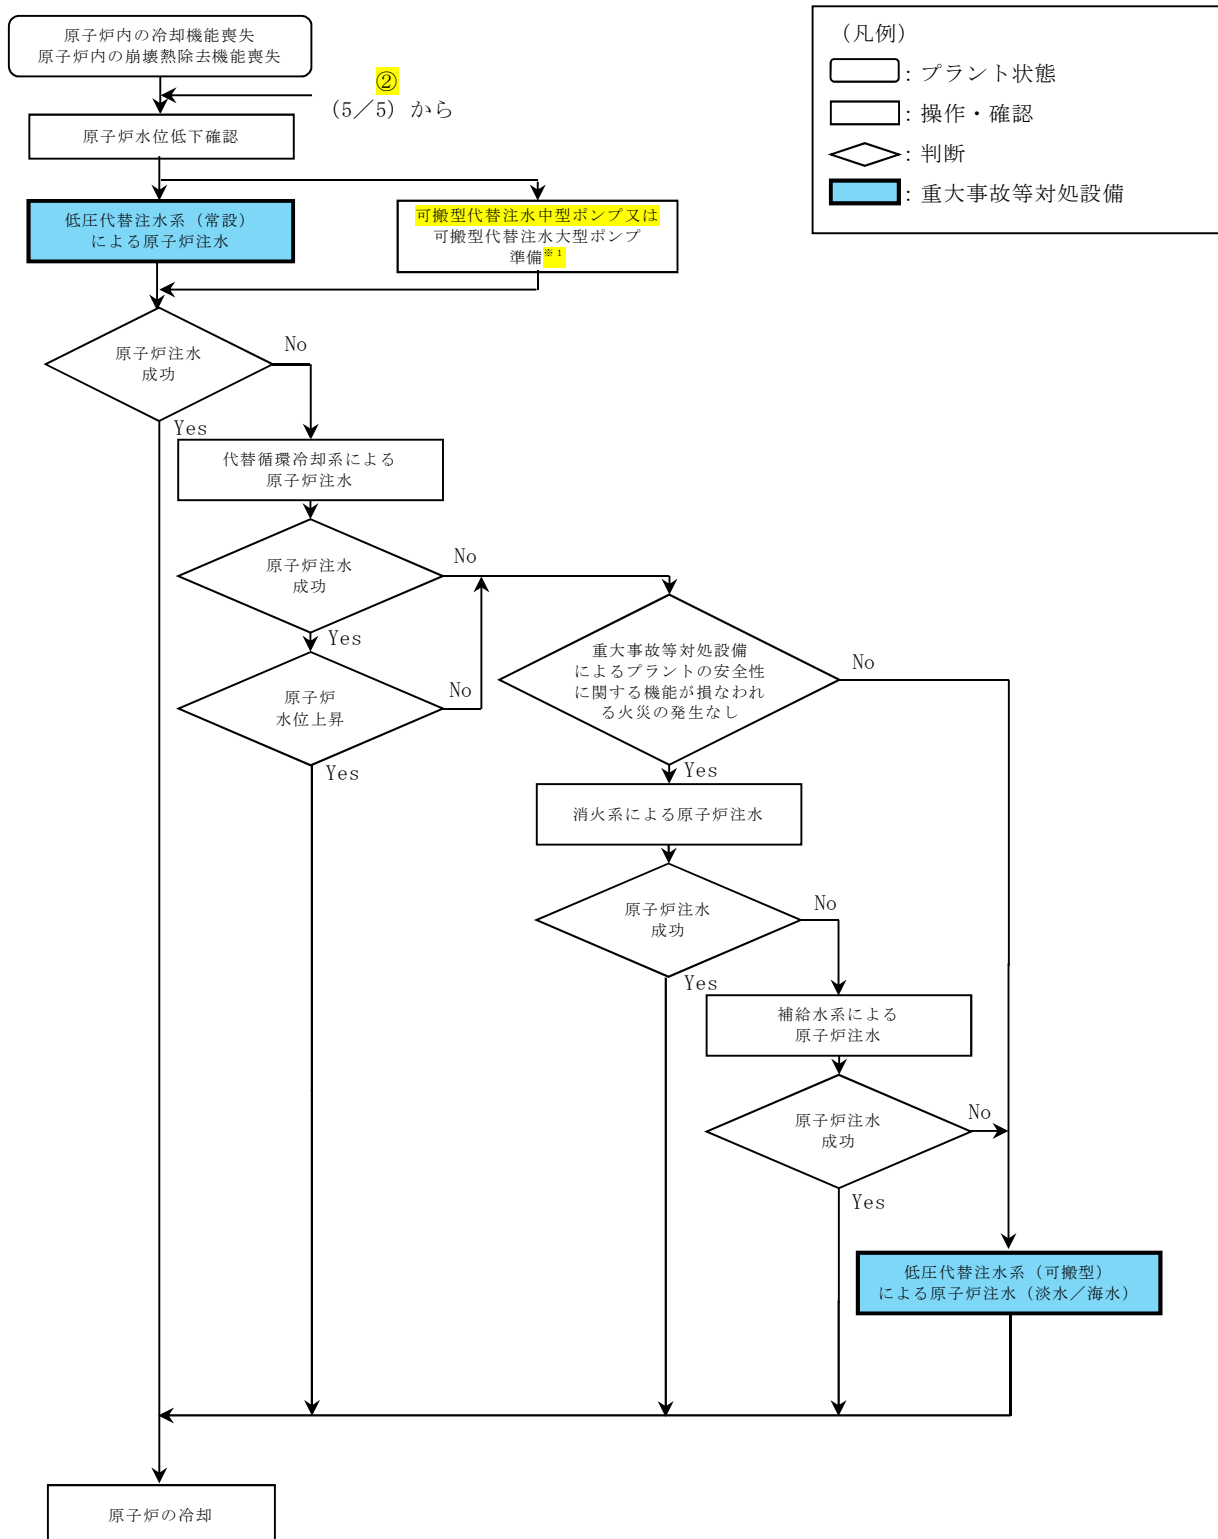 原子炉内の冷却機能喪失
原子炉内の崩壊熱除去機能喪失
②
(5／5) から
原子炉水位低下確認
低圧代替注水系（常設）
による原子炉注水
可搬型代替注水中型ポンプ又は
可搬型代替注水大型ポンプ
準備※1
原子炉注水
成功
No
Yes
代替循環冷却系による
原子炉注水
原子炉注水
成功
No
Yes
原子炉
水位上昇
No
Yes
重大事故等対処設備
によるプラントの安全性
に関する機能が損なわれ
る火災の発生なし
No
Yes
消火系による原子炉注水
原子炉注水
成功
No
Yes
補給水系による
原子炉注水
原子炉注水
成功
No
Yes
低圧代替注水系（可搬型）
による原子炉注水（淡水／海水）
原子炉の冷却
（凡例）
：プラント状態
：操作・確認
：判断
：重大事故等対処設備